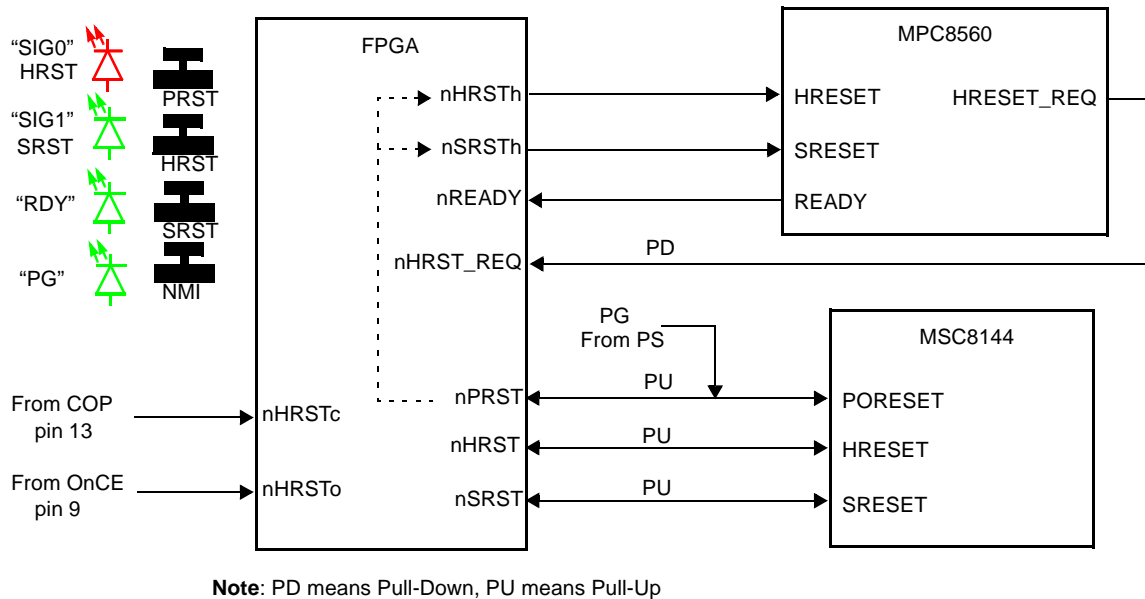 “SIG0”
HRST
PRST
“SIG1”
SRST
HRST
“RDY”
SRST
“PG”
NMI
From COP
pin 13
From OnCE
pin 9
FPGA
nHRSTh
nSRSTh
nREADY
nHRST_REQ
nPRST
nHRSTc
nHRST
nHRSTo
nSRST
MPC8560
HRESET
HRESET_REQ
SRESET
READY
PD
PG
From PS
PU
PU
PU
MSC8144
PORESET
HRESET
SRESET
Note: PD means Pull-Down, PU means Pull-Up